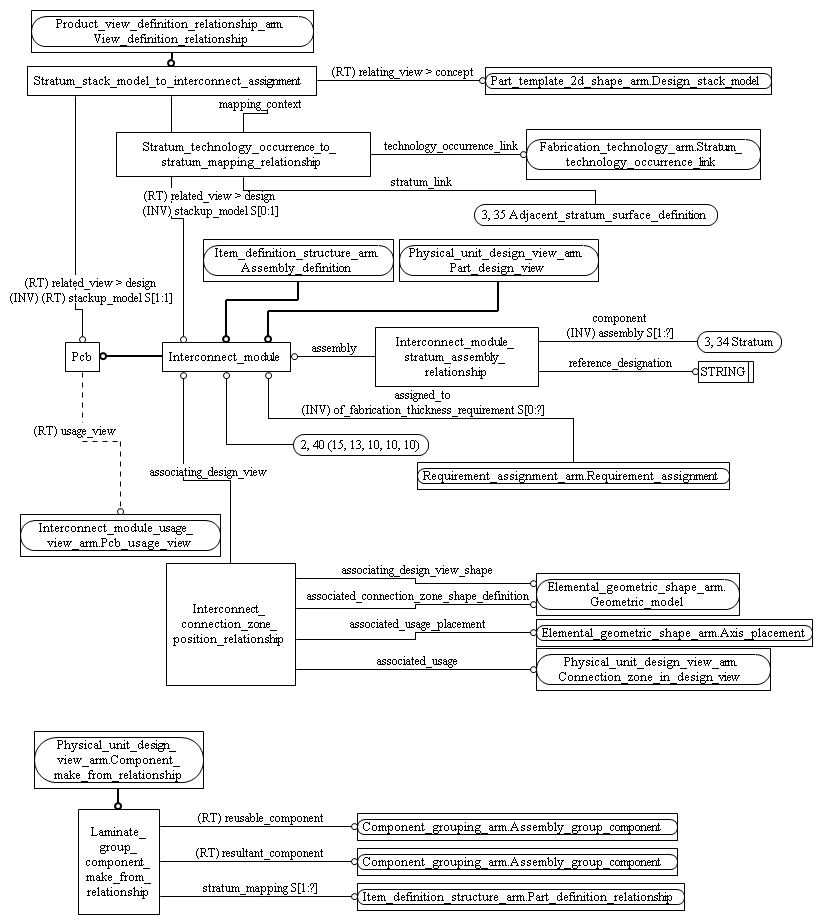 Product_view_definition_relationship_arm.
View_definition_relationship
Stratum_stack_model_to_interconnect_assignment
(RT) relating_view > concept
Part_template_2d_shape_arm.Design_stack_model
mapping_context
Stratum_technology_occurrence_to_
stratum_mapping_relationship
technology_occurrence_link
Fabrication_technology_arm.Stratum_
technology_occurrence_link
stratum_link
(RT) related_view > design
(INV) stackup_model S[0:1]
3, 35 Adjacent_stratum_surface_definition
Item_definition_structure_arm.
Assembly_definition
Physical_unit_design_view_arm.
Part_design_view
(RT) related_view > design
(INV) (RT) stackup_model S[1:1]
Pcb
Interconnect_module
assembly
Interconnect_module_
stratum_assembly_
relationship
component
(INV) assembly S[1:?]
3, 34 Stratum
reference_designation
STRING
assigned_to
(INV) of_fabrication_thickness_requirement S[0:?]
(RT) usage_view
2, 40 (15, 13, 10, 10, 10)
associating_design_view
Requirement_assignment_arm.Requirement_assignment
Interconnect_module_usage_
view_arm.Pcb_usage_view
Interconnect_
connection_zone_
position_relationship
associating_design_view_shape
associated_connection_zone_shape_definition
Elemental_geometric_shape_arm.
Geometric_model
associated_usage_placement
Elemental_geometric_shape_arm.Axis_placement
associated_usage
Physical_unit_design_view_arm.
Connection_zone_in_design_view
Physical_unit_design_
view_arm.Component_
make_from_relationship
Laminate_
group_
component_
make_from_
relationship
(RT) reusable_component
Component_grouping_arm.Assembly_group_component
(RT) resultant_component
Component_grouping_arm.Assembly_group_component
stratum_mapping S[1:?]
Item_definition_structure_arm.Part_definition_relationship